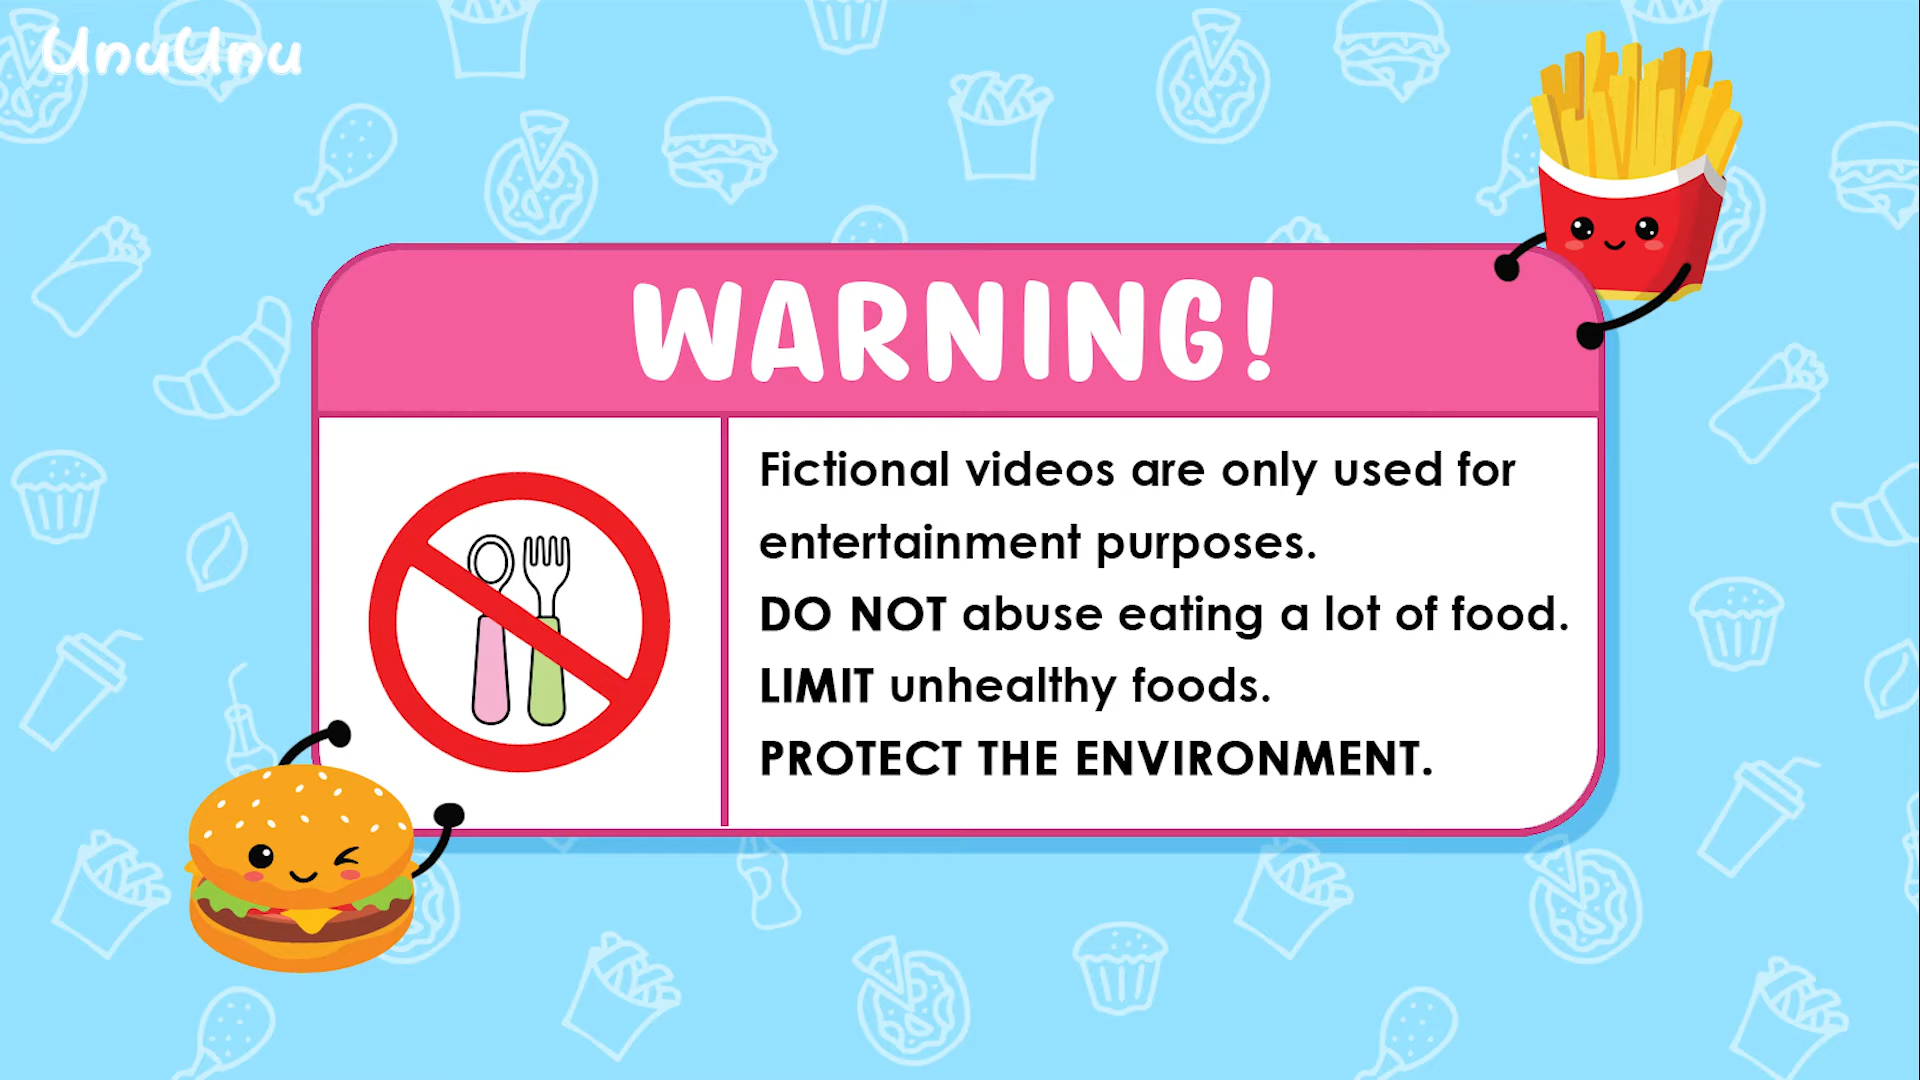 UnuUnu
WARNING!
Fictional videos are only used for
entertainment purposes.
DO NOT abuse eating a lot of food.
LIMIT unhealthy foods.
PROTECT THE ENVIRONMENT.